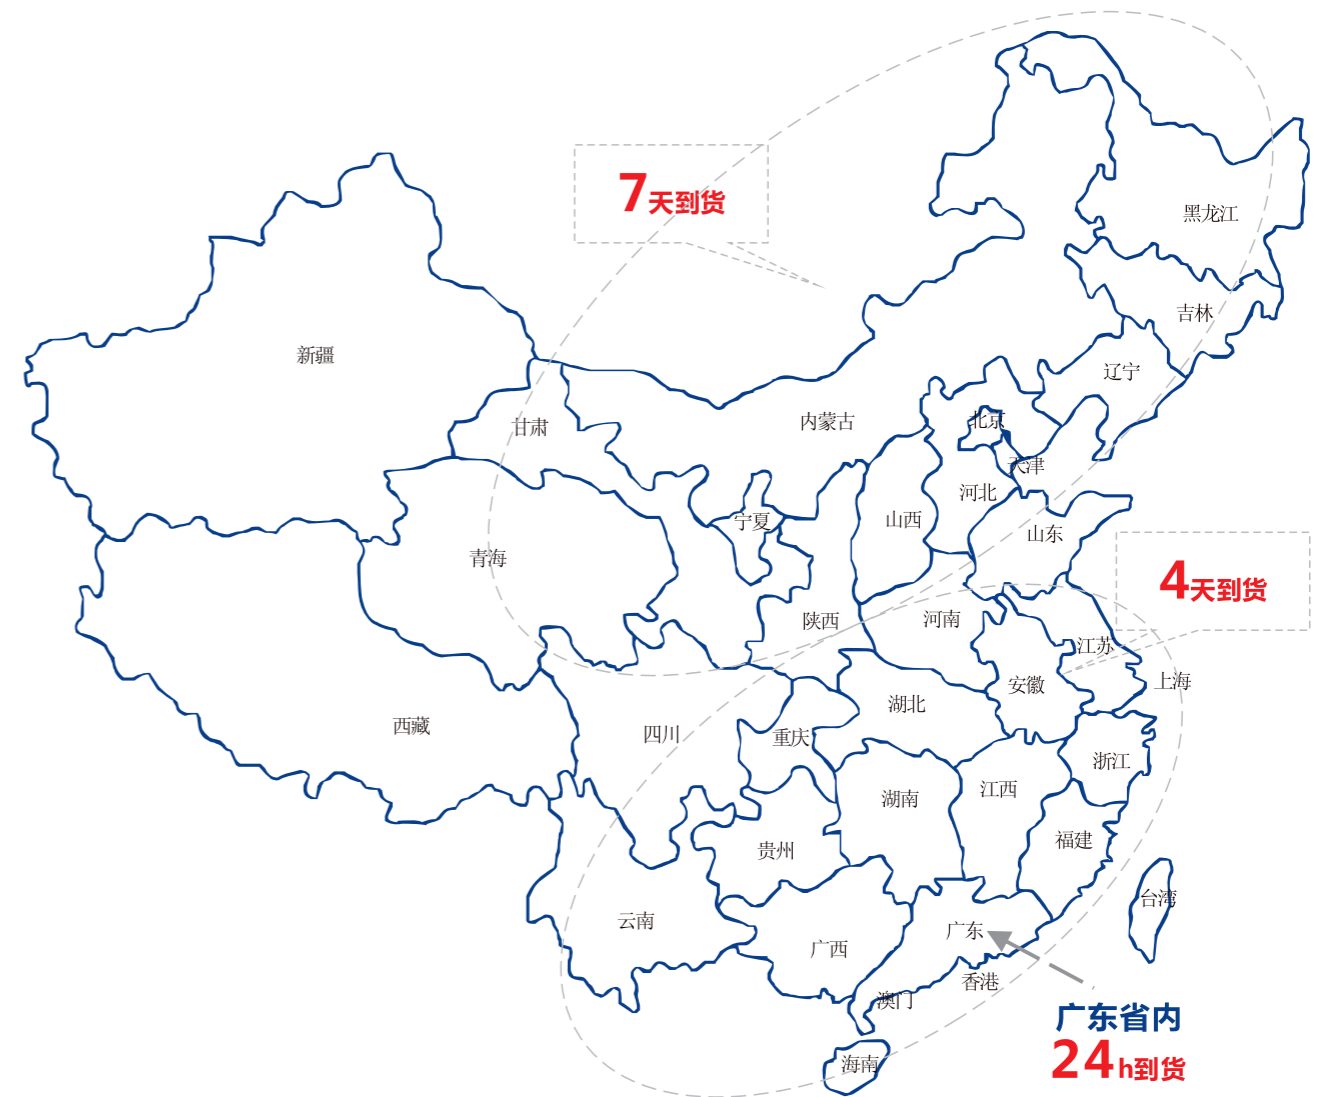 黑龙江
7天到货
吉林
新疆
辽宁
甘肃
内蒙古
北京
天津
河北
宁夏
山西
山东
青海
4天到货
陕西
河南
江苏
安徽
上海
西藏
四川
重庆
湖北
浙江
湖南
江西
贵州
福建
台湾
云南
广西
广东
香港
澳门
广东省内
24h到货
海南